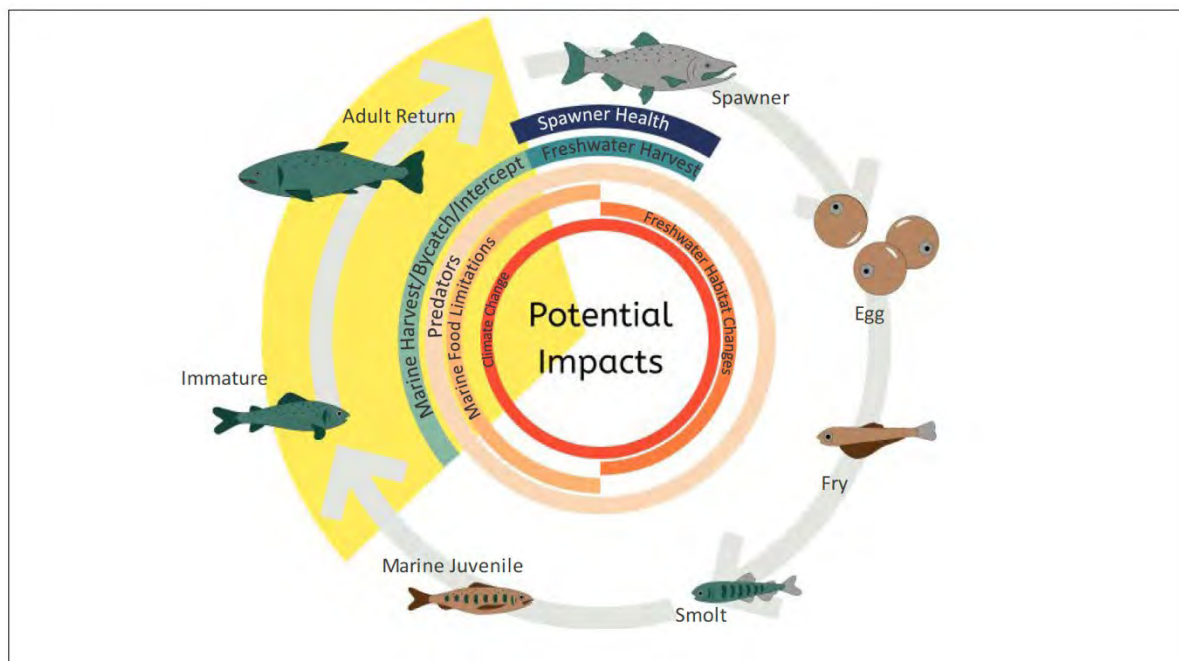 Spawner
Adult Return
Spawner Health
Freshwater Harvest
Marine Harvest/Bycatch/Intercept
Predators
Marine Food Limitations
Climate Change
Freshwater Habitat Changes
Potential
Impacts
Egg
Immature
Fry
Marine Juvenile
Smolt